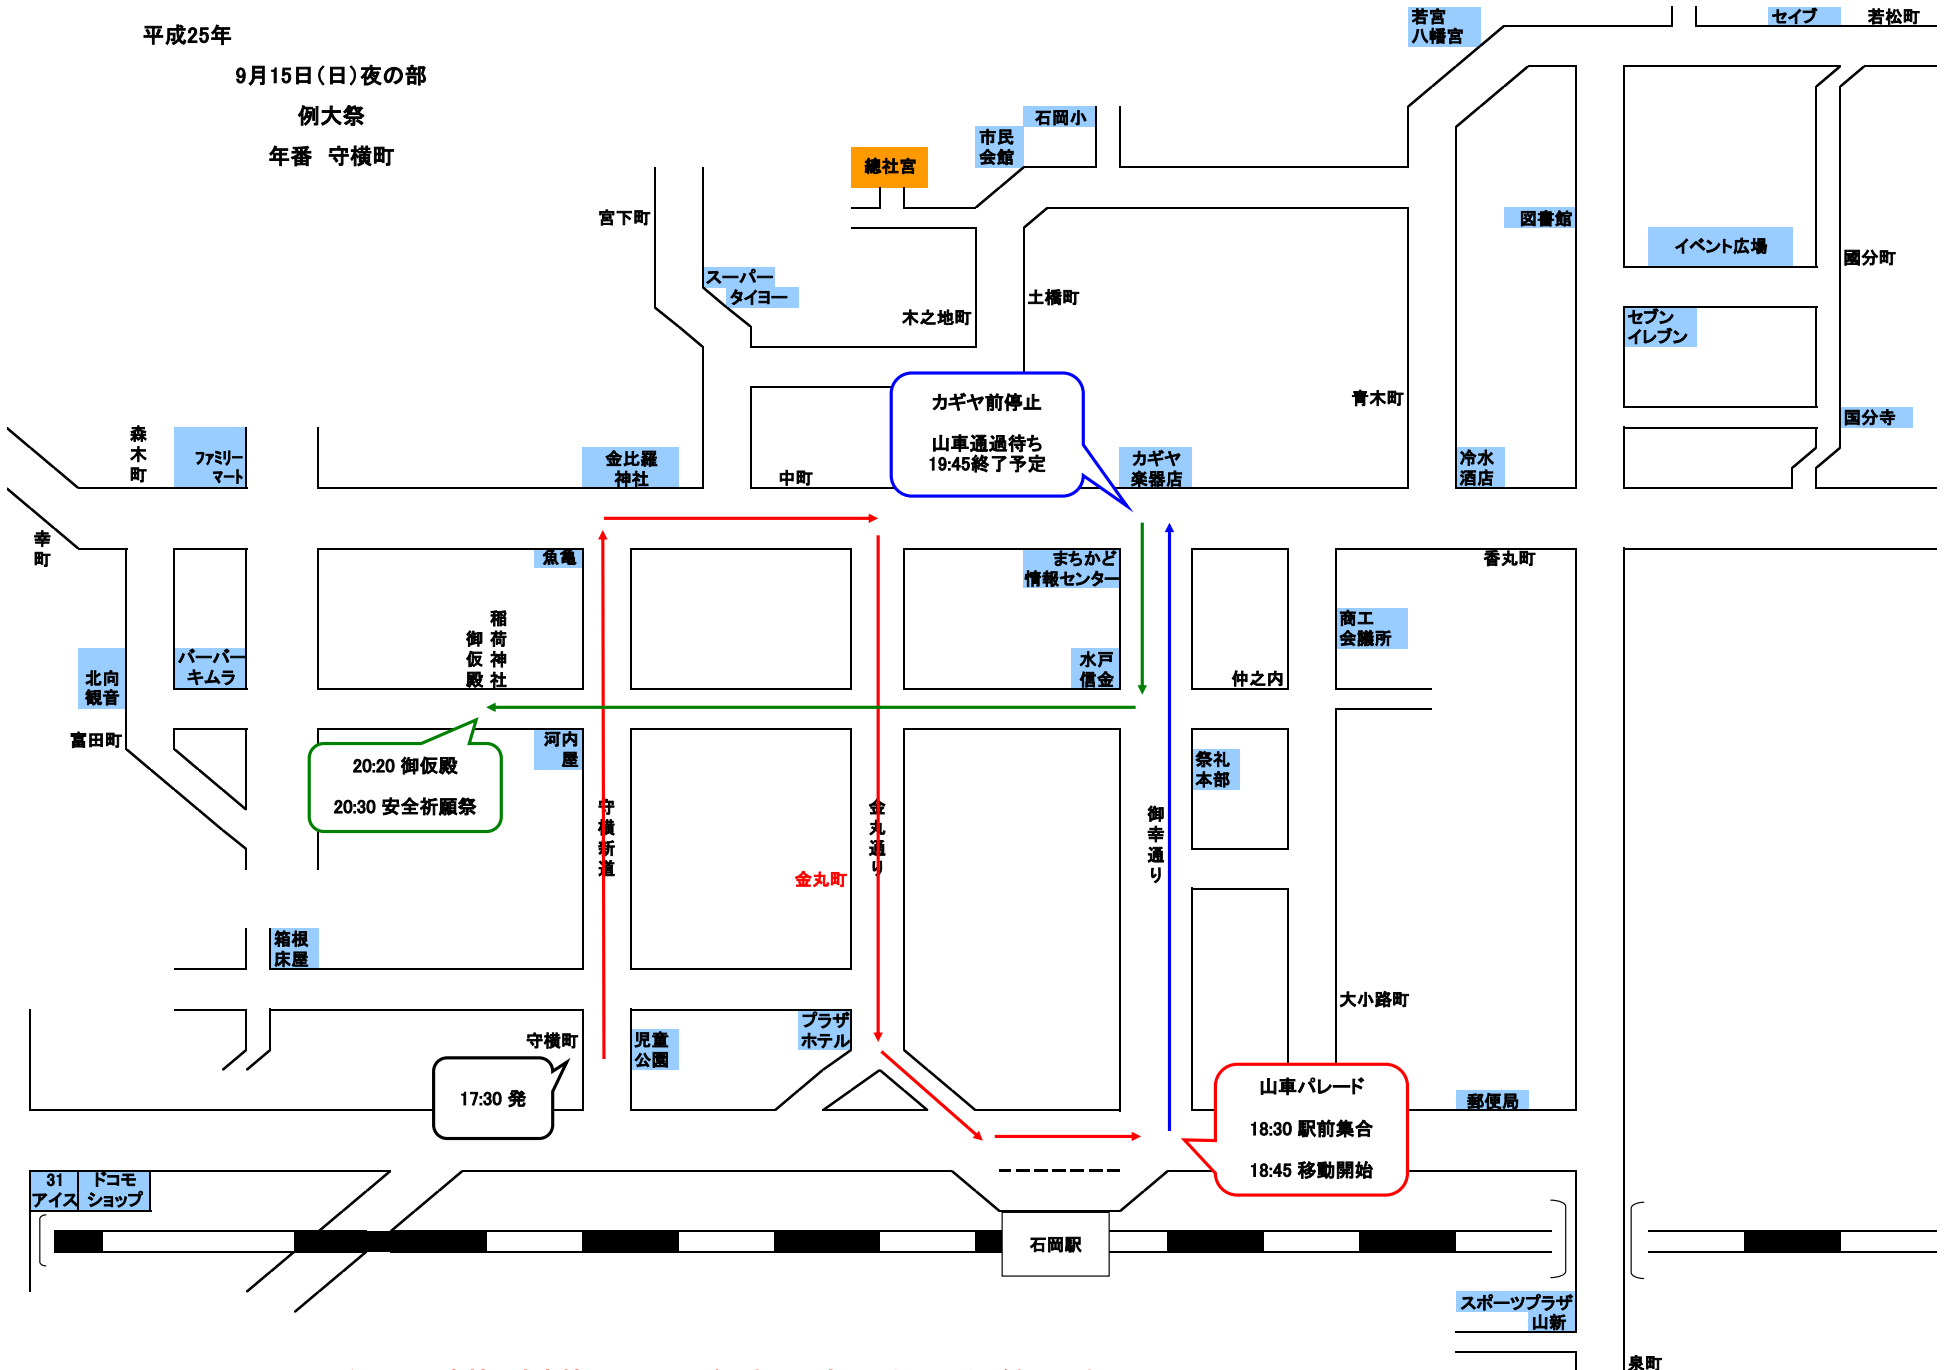 平成25年
9月15日(日)夜の部
例大祭
年番 守横町
若宮
八幡宮
セイブ
若松町
石岡小
市民
会館
總社宮
宮下町
図書館
イベント広場
國分町
スーパー
タイヨー
木之地町
土橋町
セブン
イレブン
カギヤ前停止
山車通過待ち
19:45終了予定
青木町
国分寺
森木町
ファミリー
マート
金比羅
神社
中町
カギヤ
楽器店
冷水
酒店
幸町
魚亀
まちかど
情報センター
香丸町
稲荷神社
御仮殿
商工
会議所
北向
観音
バーバー
キムラ
水戸
信金
仲之内
富田町
河内
屋
祭礼
本部
20:20 御仮殿
20:30 安全祈願祭
守横新道
金丸通り
御幸通り
金丸町
箱根
床屋
大小路町
守横町
児童
公園
プラザ
ホテル
17:30 発
山車パレード
18:30 駅前集合
18:45 移動開始
郵便局
31
アイス
ドコモ
ショップ
石岡駅
スポーツプラザ
山新
泉町